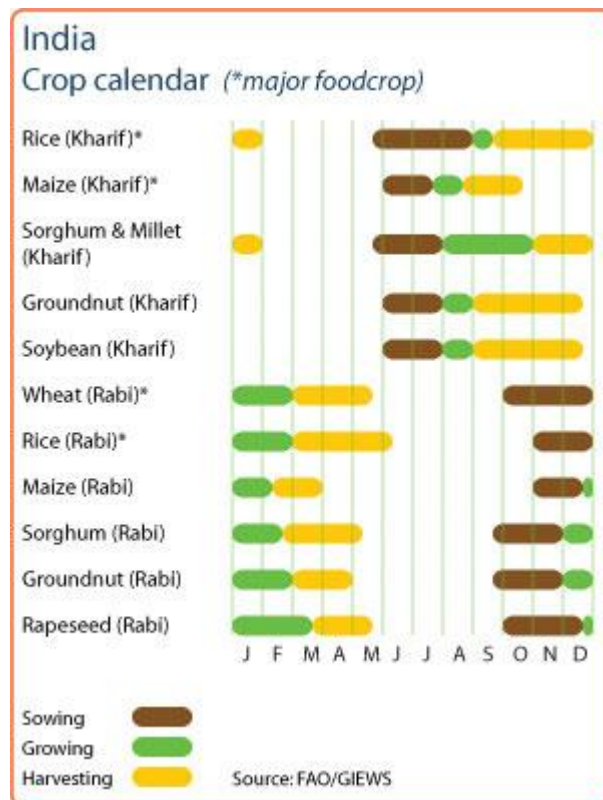 India
Crop calendar (*major foodcrop)
Rice (Kharif)*
Maize (Kharif)*
Sorghum & Millet
(Kharif)
Groundnut (Kharif)
Soybean (Kharif)
Wheat (Rabi)*
Rice (Rabi)*
Maize (Rabi)
Sorghum (Rabi)
Groundnut (Rabi)
Rapeseed (Rabi)
J F M A M J J A S O N D
Sowing
Growing
Harvesting
Source: FAO/GIEWS